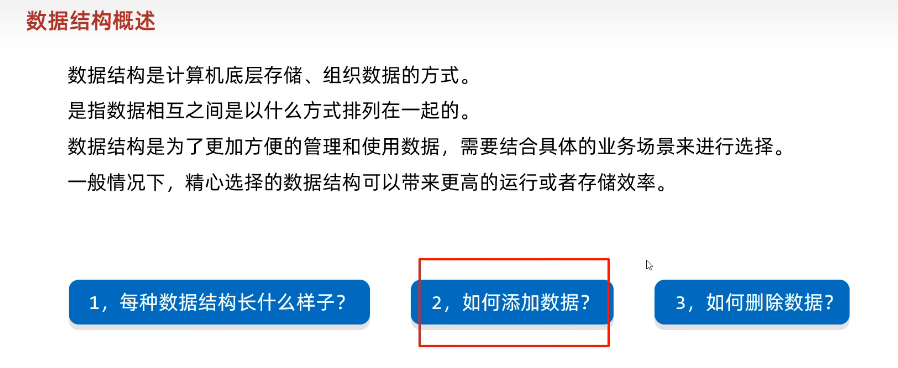 数据结构概述
数据结构是计算机底层存储、组织数据的方式。
是指数据相互之间是以什么方式排列在一起的。
数据结构是为了更加方便的管理和使用数据，需要结合具体的业务场景来进行选择。
一般情况下，精心选择的数据结构可以带来更高的运行或者存储效率。
1，每种数据结构长什么样子？
2，如何添加数据？
3，如何删除数据？